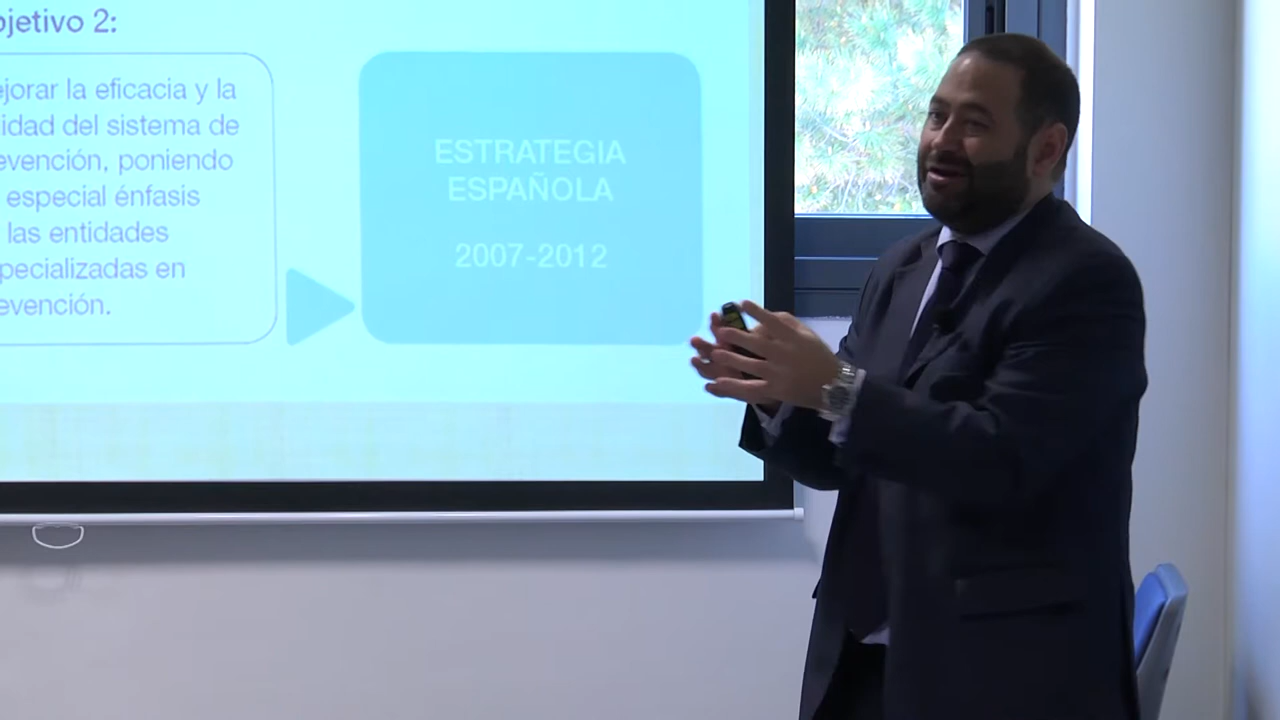 jetivo 2:
ejorar la eficacia y la
lidad del sistema de
evención, poniendo
especial énfasis
las entidades
pecializadas en
evención.
ESTRATEGIA
ESPAÑOLA
2007-2012